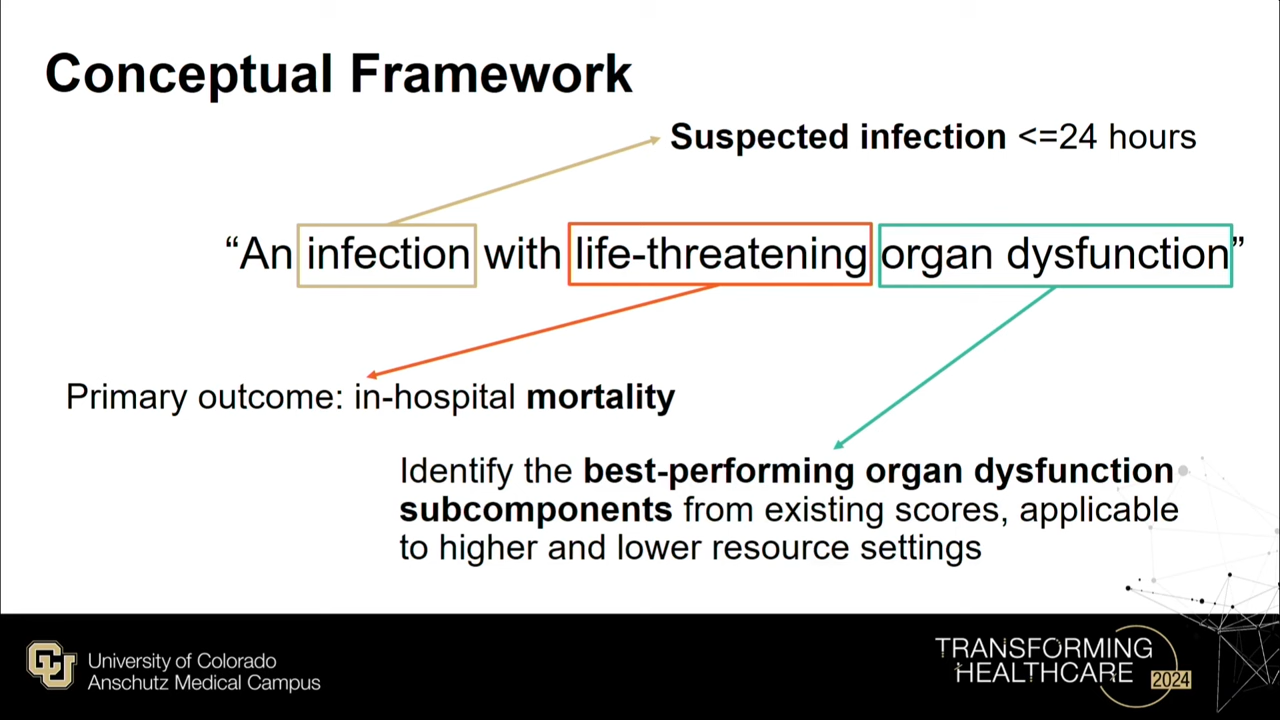 Conceptual Framework
Suspected infection <=24 hours
“An infection with life-threatening organ dysfunction”
Primary outcome: in-hospital mortality
Identify the best-performing organ dysfunction
subcomponents from existing scores, applicable
to higher and lower resource settings
CU
University of Colorado
Anschutz Medical Campus
TRANSFORMING
HEALTHCARE
2024